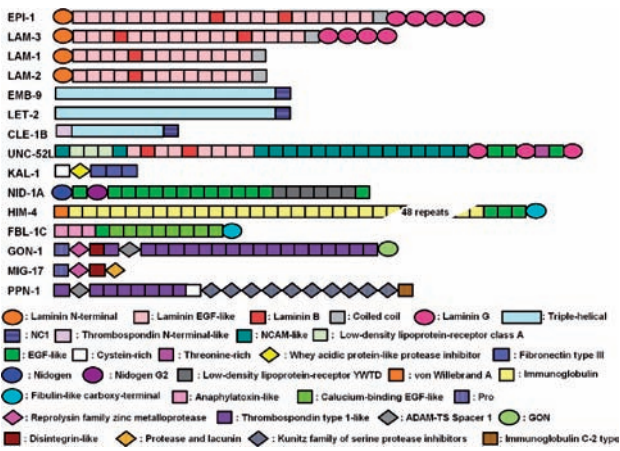 EPI-1
LAM-3
LAM-1
LAM-2
EMB-9
LET-2
CLE-1B
UNC-52L
KAL-1
NID-1A
HIM-4 48 repeats
FBL-1C
GON-1
MIG-17
PPN-1
: Laminin N-terminal : Laminin EGF-like : Laminin B : Coiled coil : Laminin G : Triple-helical
: NC1 : Thrombospondin N-terminal-like : NCAM-like : Low-density lipoprotein-receptor class A
: EGF-like : Cystein-rich : Threonine-rich : Whey acidic protein-like protease inhibitor : Fibronectin type III
: Nidogen : Nidogen G2 : Low-density lipoprotein-receptor YWTD : von Willebrand A : Immunoglobulin
: Fibulin-like carboxy-terminal : Anaphylatoxin-like : Calucium-binding EGF-like : Pro
: Reprolysin family zinc metalloprotease : Thrombospondin type 1-like : ADAM-TS Spacer 1 : GON
: Disintegrin-like : Protease and lacunin : Kunitz family of serine protease inhibitors : Immunoglobulin C-2 type